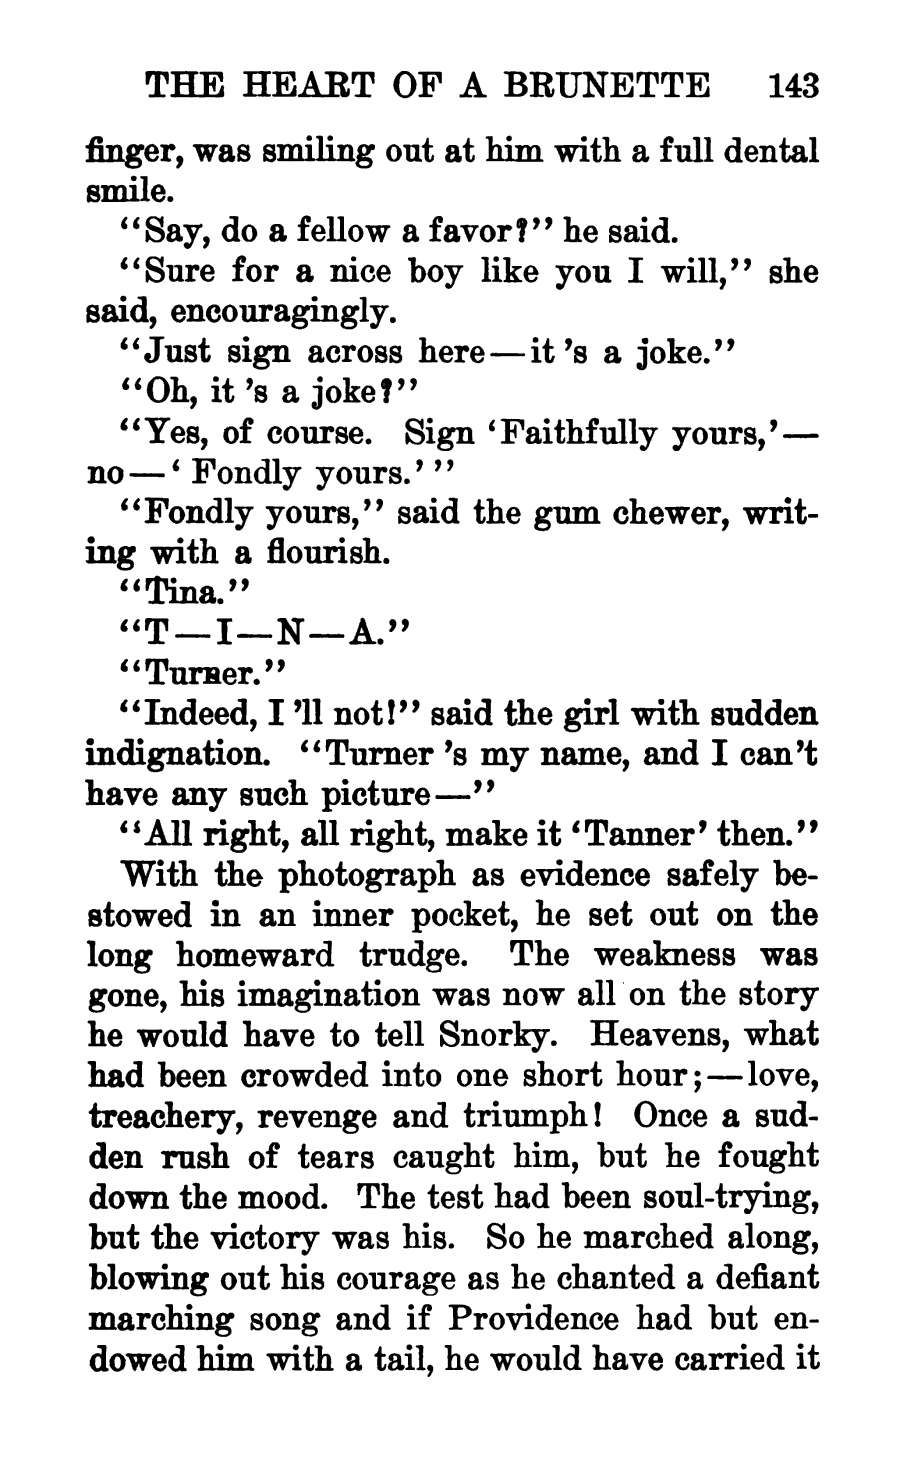 THE HEART OF A BRUNETTE 143
finger, was smiling out at him with a full dental
smile.
“Say, do a fellow a favor?” he said.
“Sure for a nice boy like you I will,” she
said, encouragingly.
“Just sign across here—it 's a joke.”
“Oh, it 's a joke?”
“Yes, of course. Sign ‘Faithfully yours,’—
no—‘ Fondly yours.’ ”
“Fondly yours,” said the gum chewer, writ-
ing with a flourish.
“Tina.”
“T—I—N—A.”
“Turner.”
“Indeed, I 'll not!” said the girl with sudden
indignation. “Turner 's my name, and I can't
have any such picture—”
“All right, all right, make it ‘Tanner’ then.”
With the photograph as evidence safely be-
stowed in an inner pocket, he set out on the
long homeward trudge. The weakness was
gone, his imagination was now all on the story
he would have to tell Snorky. Heavens, what
had been crowded into one short hour;—love,
treachery, revenge and triumph! Once a sud-
den rush of tears caught him, but he fought
down the mood. The test had been soul-trying,
but the victory was his. So he marched along,
blowing out his courage as he chanted a defiant
marching song and if Providence had but en-
dowed him with a tail, he would have carried it